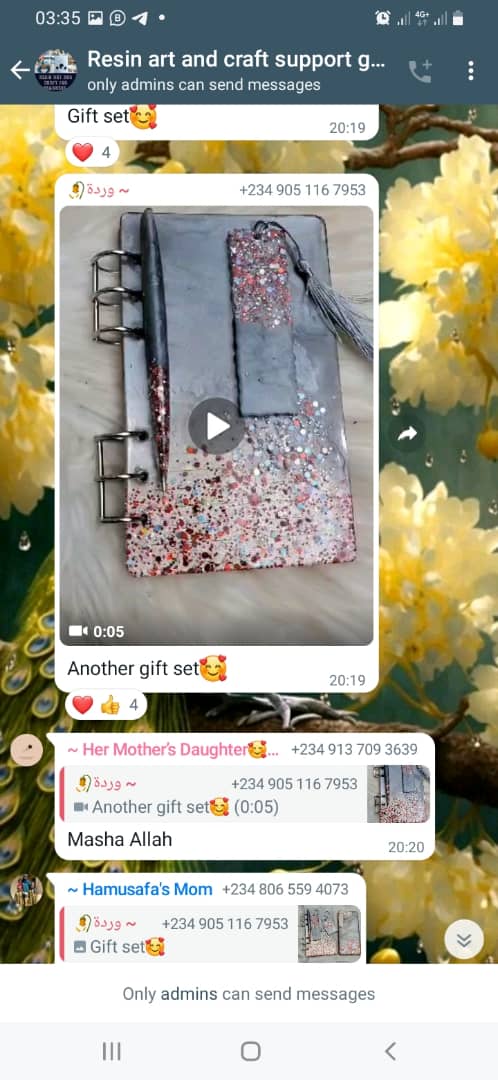 03:35
4G+
Resin art and craft support g...
only admins can send messages
Gift set🥰
20:19
❤️ 4
وردة🧏 ~ +234 905 116 7953
0:05
Another gift set🥰
20:19
❤️ 👍 4
~ Her Mother's Daughter🥰... +234 913 709 3639
وردة🧏 ~ +234 905 116 7953
Another gift set🥰 (0:05)
Masha Allah
20:20
~ Hamusafa's Mom +234 806 559 4073
وردة🧏 ~ +234 905 116 7953
Gift set🥰
Only admins can send messages